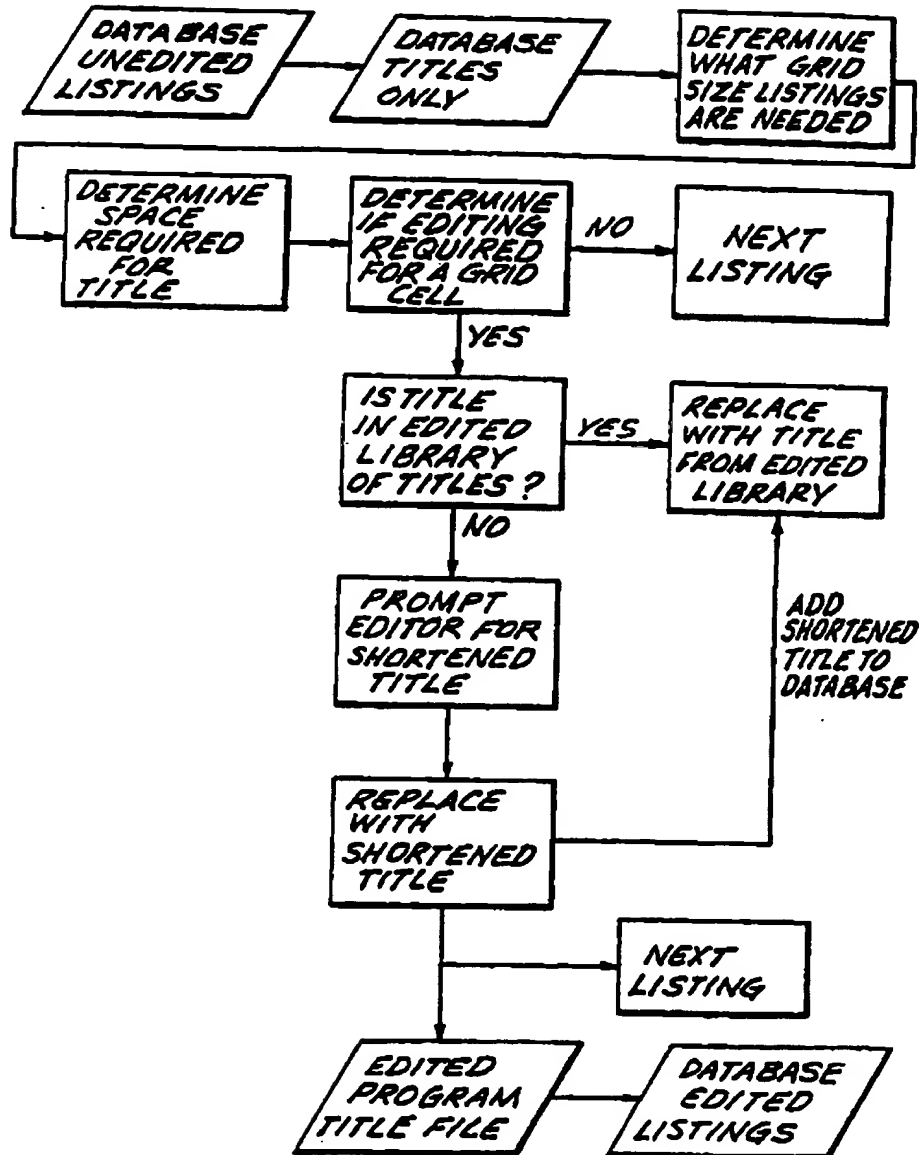 DATABASE
UNEDITED
LISTINGS
DATABASE
TITLES
ONLY
DETERMINE
WHAT GRID
SIZE LISTINGS
ARE NEEDED
DETERMINE
SPACE
REQUIRED
FOR
TITLE
DETERMINE
IF EDITING
REQUIRED
FOR A GRID
CELL
NO
NEXT
LISTING
YES
IS TITLE
IN EDITED
LIBRARY
OF TITLES?
YES
REPLACE
WITH TITLE
FROM EDITED
LIBRARY
NO
PROMPT
EDITOR FOR
SHORTENED
TITLE
ADD
SHORTENED
TITLE TO
DATABASE
REPLACE
WITH
SHORTENED
TITLE
NEXT
LISTING
EDITED
PROGRAM
TITLE FILE
DATABASE
EDITED
LISTINGS